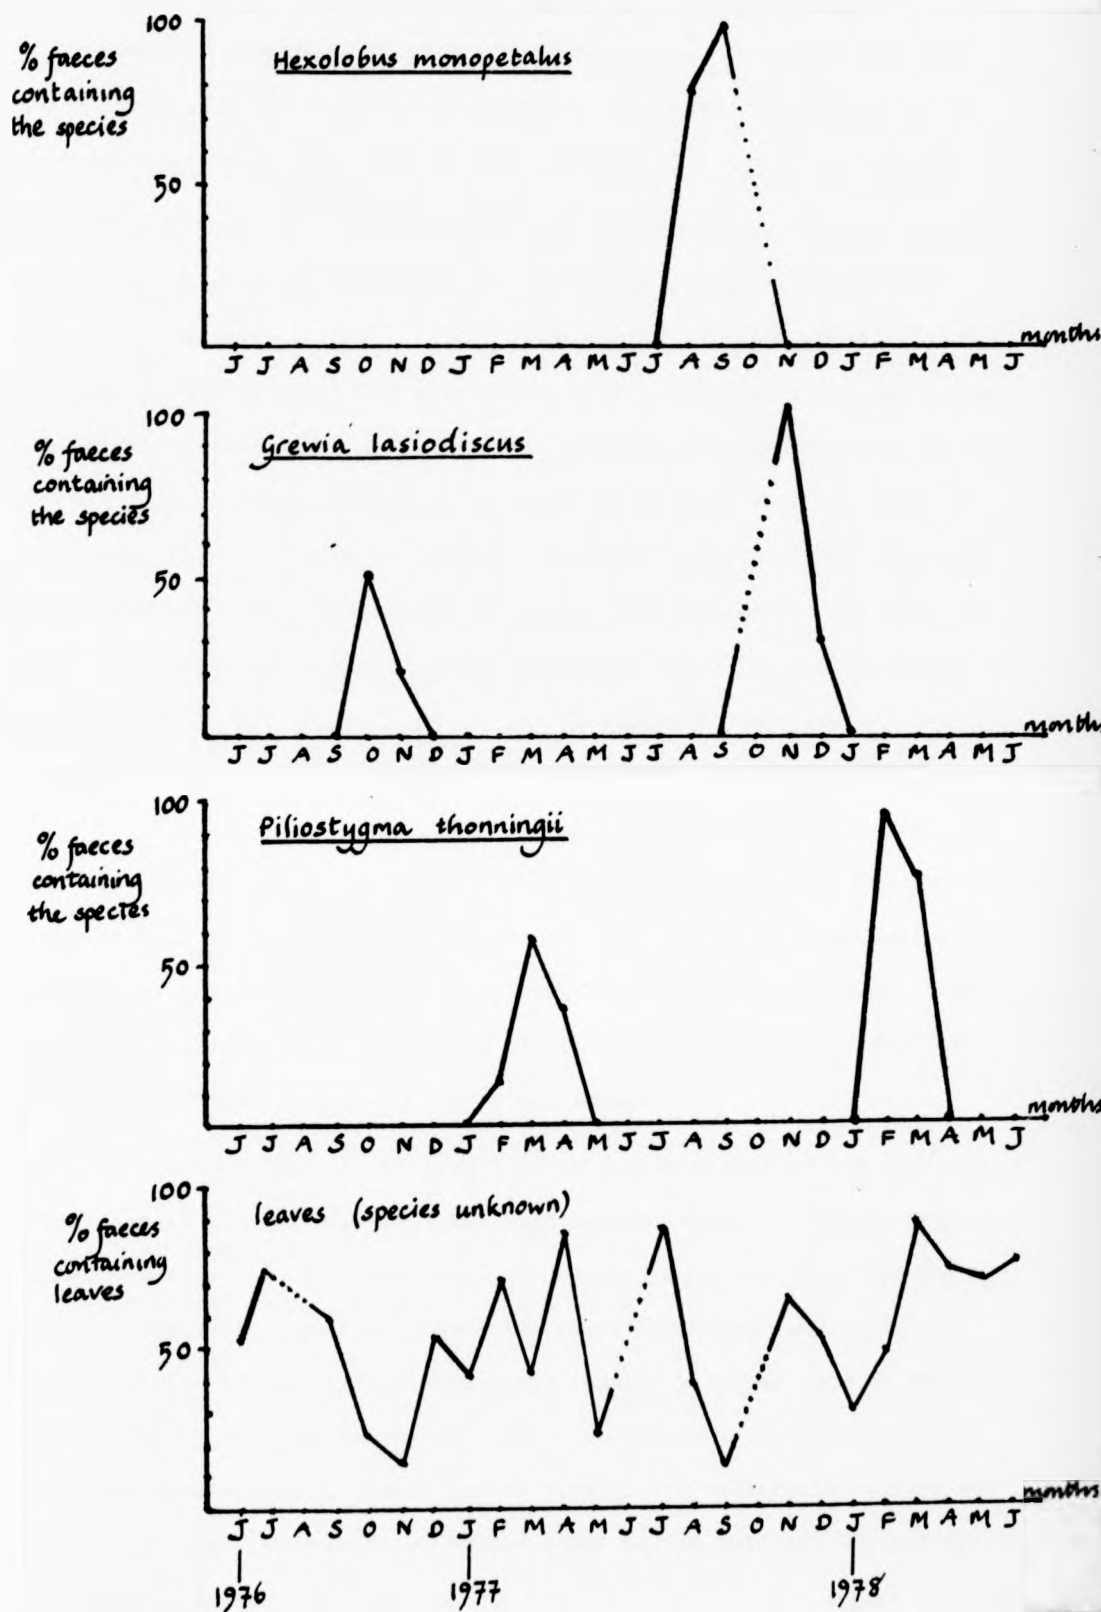 100
% faeces
containing
the species
Hexolobus monopetalus
50
months
J J A S O N D J F M A M J J A S O N D J F M A M J
100
% faeces
containing
the species
Grewia lasiodiscus
50
months
J J A S O N D J F M A M J J A S O N D J F M A M J
100
% faeces
containing
the species
Piliostygma thonningii
50
months
J J A S O N D J F M A M J J A S O N D J F M A M J
100
% faeces
containing
leaves
leaves (species unknown)
50
months
J J A S O N D J F M A M J J A S O N D J F M A M J
1976 1977 1978